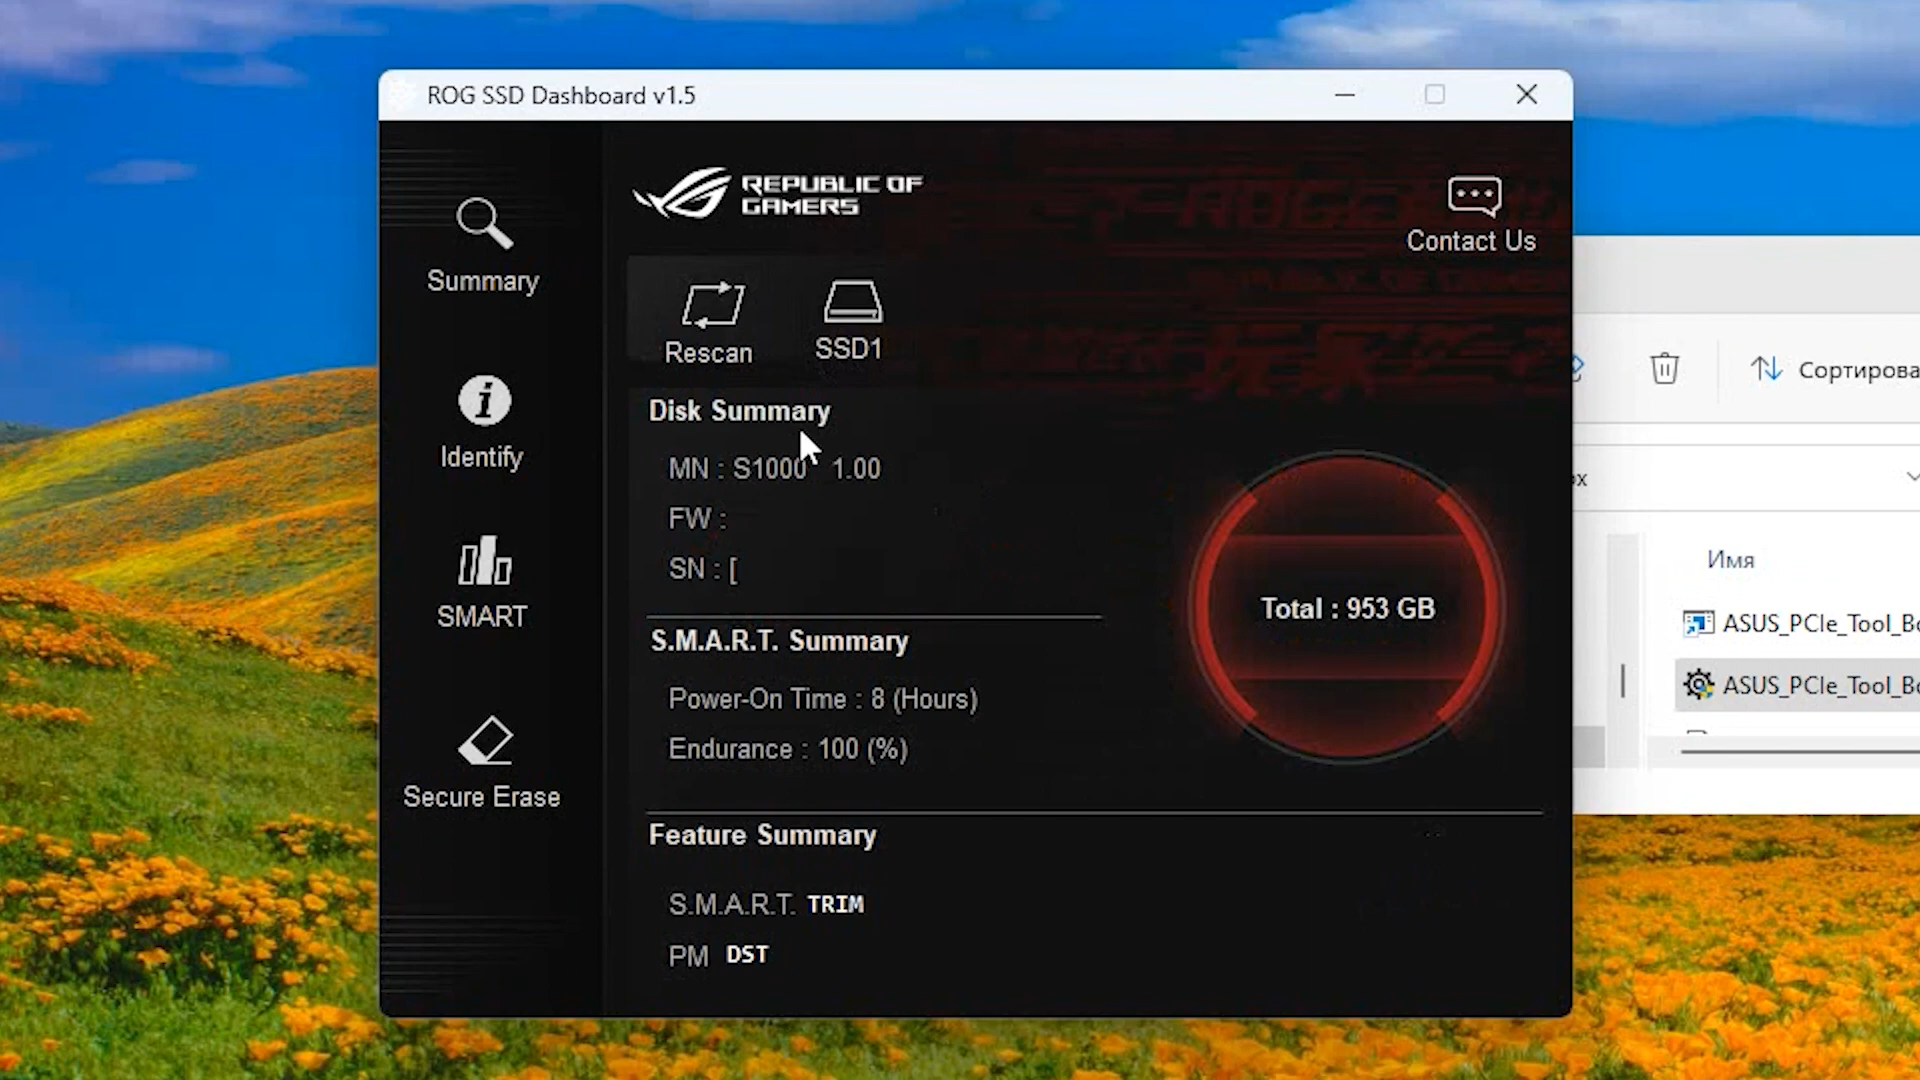 ROG SSD Dashboard v1.5
REPUBLIC OF
GAMERS
Contact Us
Summary
Rescan
SSD1
Identify
SMART
Secure Erase
Disk Summary
MN : S1000 1.00
FW :
SN : [
Total : 953 GB
S.M.A.R.T. Summary
Power-On Time : 8 (Hours)
Endurance : 100 (%)
Feature Summary
S.M.A.R.T. TRIM
PM DST
Сортирова
Имя
ASUS_PCIe_Tool_Bo
ASUS_PCIe_Tool_Bo